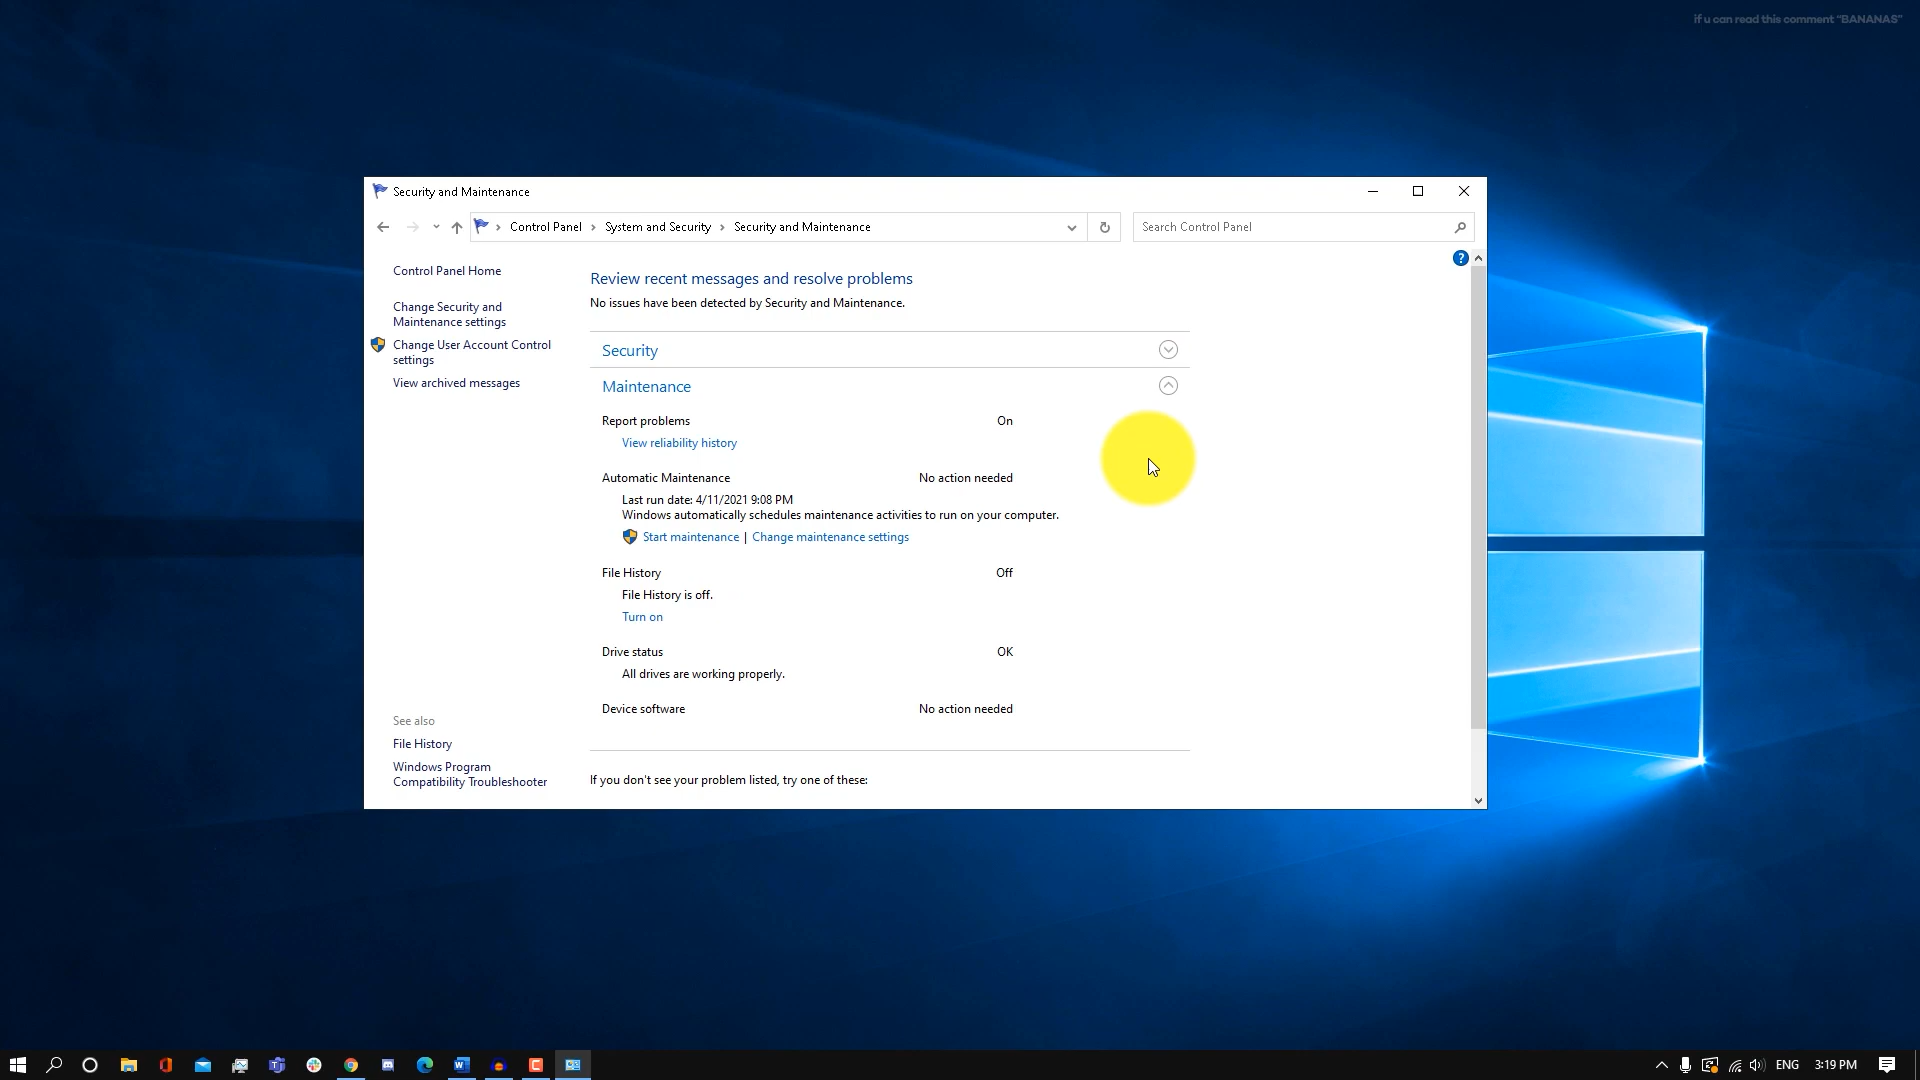 if u can read this comment "BANANAS"
Security and Maintenance
Control Panel > System and Security > Security and Maintenance
Search Control Panel
?
Control Panel Home
Change Security and
Maintenance settings
Change User Account Control
settings
View archived messages
Review recent messages and resolve problems
No issues have been detected by Security and Maintenance.
Security
Maintenance
Report problems On
View reliability history
Automatic Maintenance No action needed
Last run date: 4/11/2021 9:08 PM
Windows automatically schedules maintenance activities to run on your computer.
Start maintenance | Change maintenance settings
File History Off
File History is off.
Turn on
Drive status OK
All drives are working properly.
Device software No action needed
If you don't see your problem listed, try one of these:
See also
File History
Windows Program
Compatibility Troubleshooter
ENG 3:19 PM